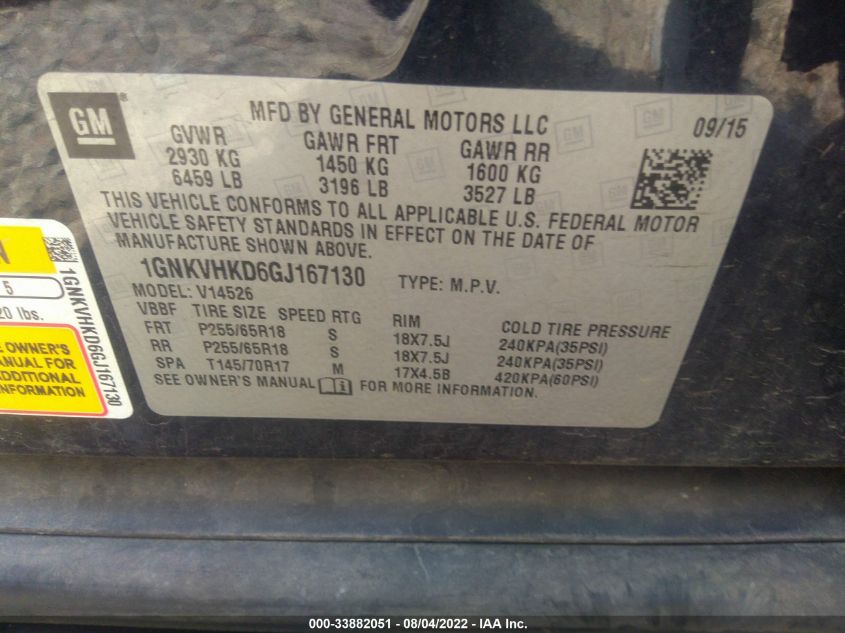 GM
MFD BY GENERAL MOTORS LLC
09/15
GVWR GAWR FRT GAWR RR
2930 KG 1450 KG 1600 KG
6459 LB 3196 LB 3527 LB
THIS VEHICLE CONFORMS TO ALL APPLICABLE U.S. FEDERAL MOTOR
VEHICLE SAFETY STANDARDS IN EFFECT ON THE DATE OF
MANUFACTURE SHOWN ABOVE.
1GNKVHKD6GJ167130 TYPE: M.P.V.
MODEL: V14526
VBBF TIRE SIZE SPEED RTG RIM COLD TIRE PRESSURE
FRT P255/65R18 S 18X7.5J 240KPA(35PSI)
RR P255/65R18 S 18X7.5J 240KPA(35PSI)
SPA T145/70R17 M 17X4.5B 420KPA(60PSI)
SEE OWNER'S MANUAL FOR MORE INFORMATION.
N
5
20 lbs.
E OWNER'S
ANUAL FOR
DDITIONAL
NFORMATION
1GNKVHKD6GJ167130
000-33882051 - 08/04/2022 - IAA Inc.